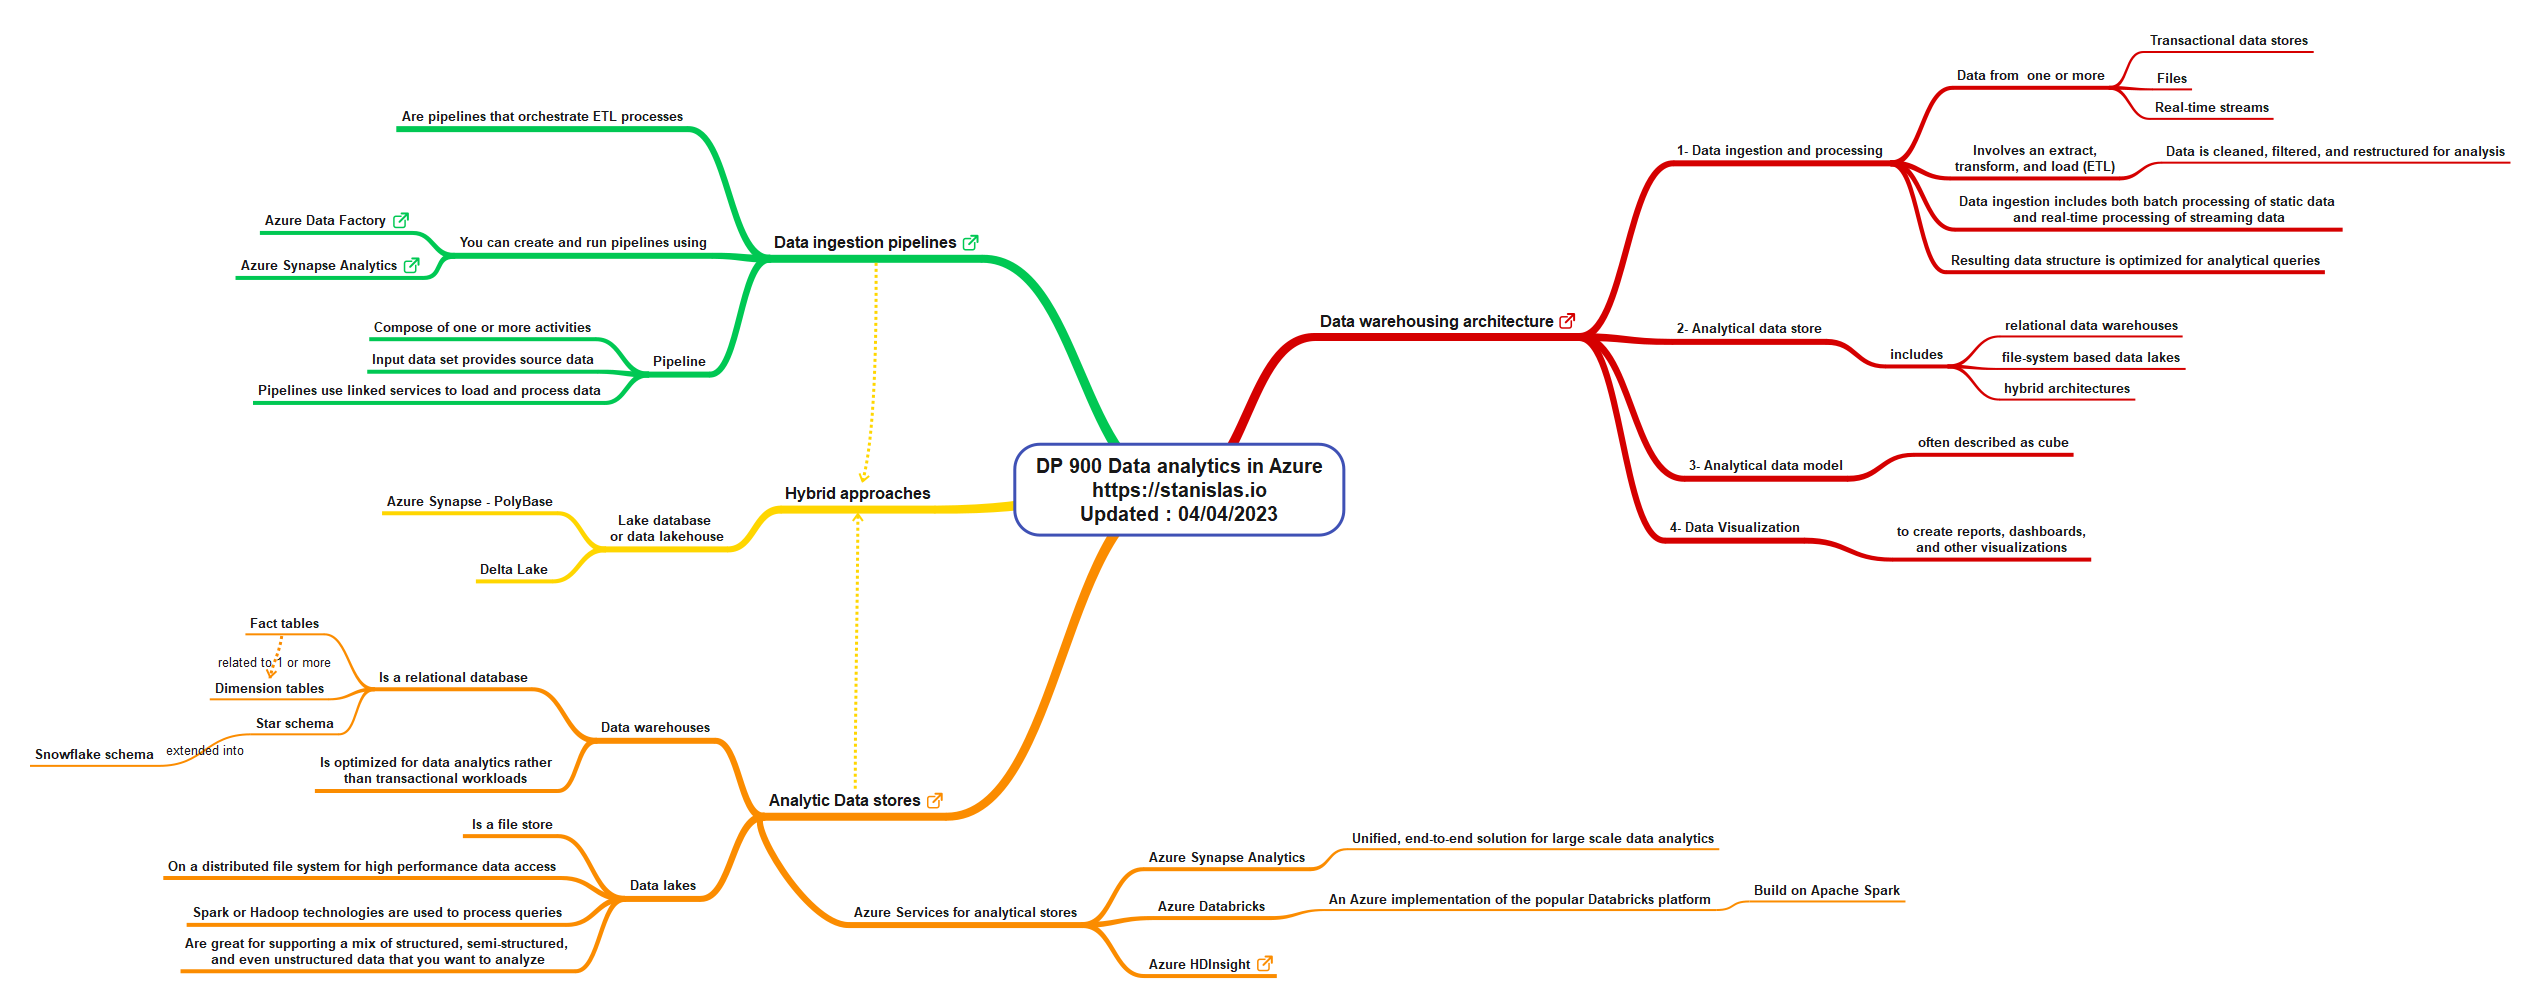 DP 900 Data analytics in Azure
https://stanislas.io
Updated : 04/04/2023
Data warehousing architecture
1- Data ingestion and processing
Data from  one or more
Transactional data stores
Files
Real-time streams
Involves an extract,
transform, and load (ETL)
Data is cleaned, filtered, and restructured for analysis
Data ingestion includes both batch processing of static data
and real-time processing of streaming data
Resulting data structure is optimized for analytical queries
2- Analytical data store
includes
relational data warehouses
file-system based data lakes
hybrid architectures
3- Analytical data model
often described as cube
4- Data Visualization
to create reports, dashboards,
and other visualizations
Data ingestion pipelines
Are pipelines that orchestrate ETL processes
You can create and run pipelines using
Azure Data Factory
Azure Synapse Analytics
Pipeline
Compose of one or more activities
Input data set provides source data
Pipelines use linked services to load and process data
Hybrid approaches
Lake database
or data lakehouse
Azure Synapse - PolyBase
Delta Lake
Analytic Data stores
Data warehouses
Is a relational database
Fact tables
related to 1 or more
Dimension tables
Star schema
extended into
Snowflake schema
Is optimized for data analytics rather
than transactional workloads
Data lakes
Is a file store
On a distributed file system for high performance data access
Spark or Hadoop technologies are used to process queries
Are great for supporting a mix of structured, semi-structured,
and even unstructured data that you want to analyze
Azure Services for analytical stores
Azure Synapse Analytics
Unified, end-to-end solution for large scale data analytics
Azure Databricks
An Azure implementation of the popular Databricks platform
Build on Apache Spark
Azure HDInsight